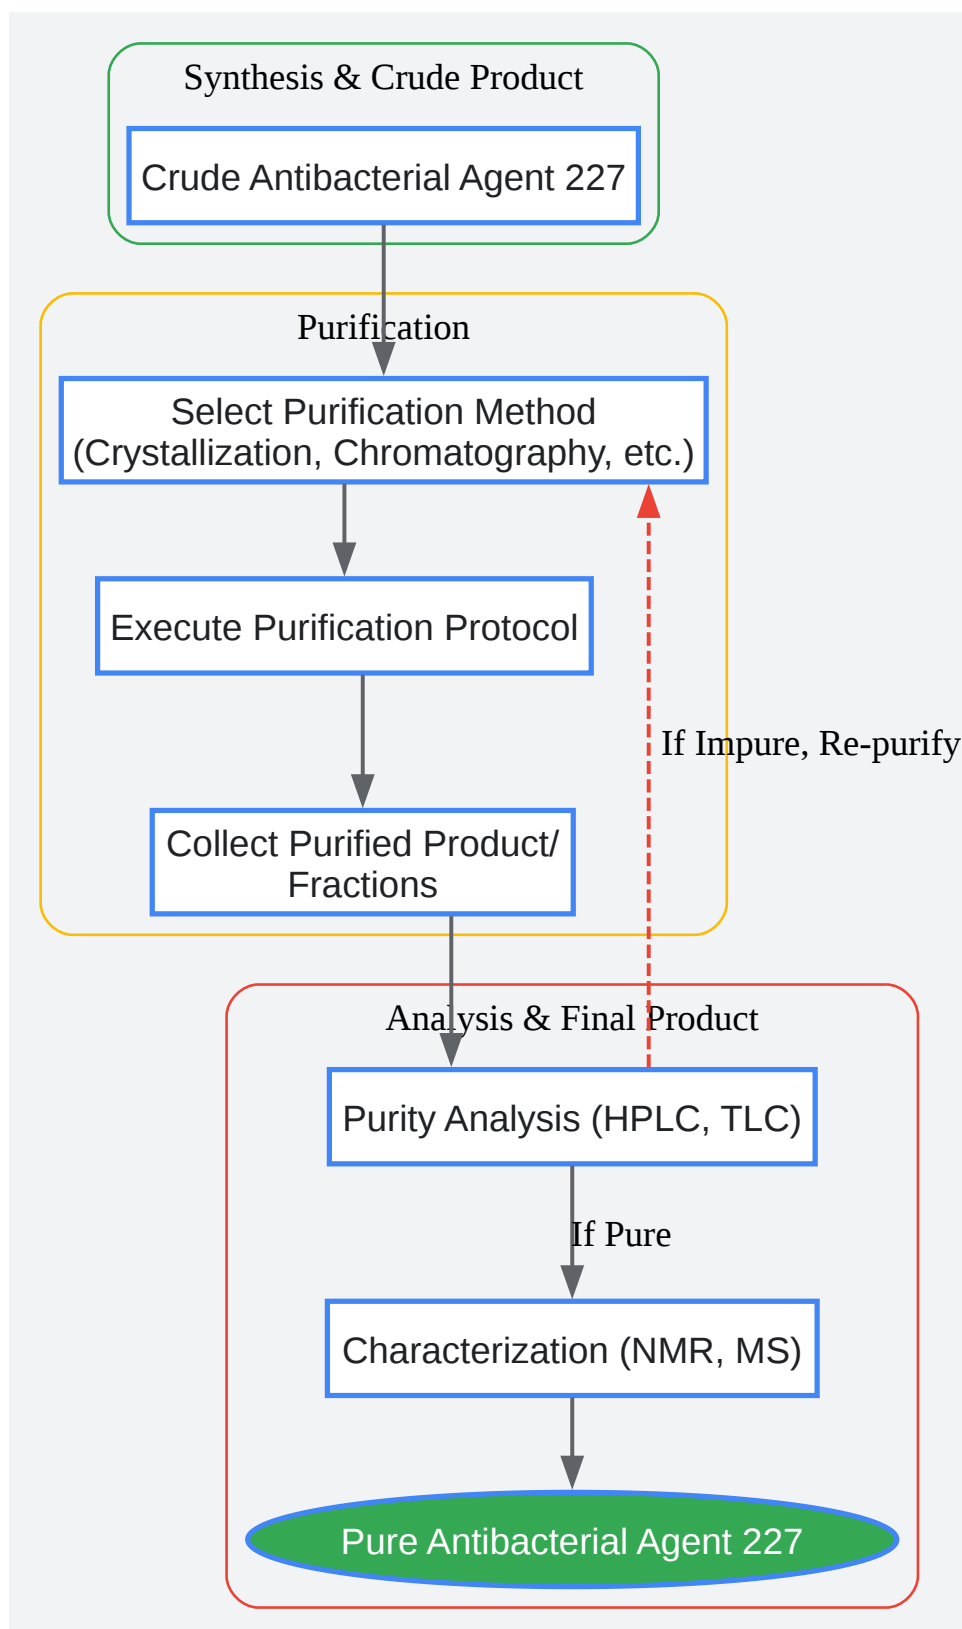 Synthesis & Crude Product
Crude Antibacterial Agent 227
Purification
Select Purification Method
(Crystallization, Chromatography, etc.)
Execute Purification Protocol
If Impure, Re-purify
Collect Purified Product/
Fractions
Analysis & Final Product
Purity Analysis (HPLC, TLC)
If Pure
Characterization (NMR, MS)
Pure Antibacterial Agent 227